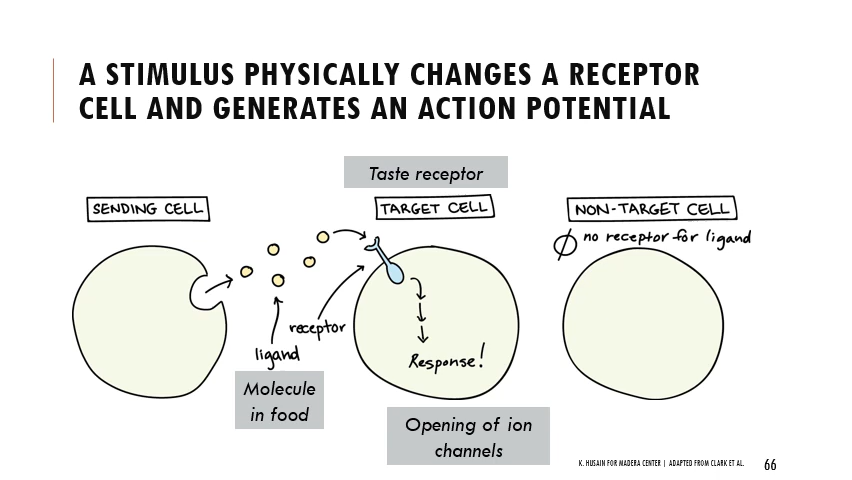 A STIMULUS PHYSICALLY CHANGES A RECEPTOR
CELL AND GENERATES AN ACTION POTENTIAL
Taste receptor
SENDING CELL
TARGET CELL
NON-TARGET CELL
no receptor for ligand
receptor
ligand
Response!
Molecule
in food
Opening of ion
channels
K. HUSAIN FOR MADERA CENTER | ADAPTED FROM CLARK ET AL.
66